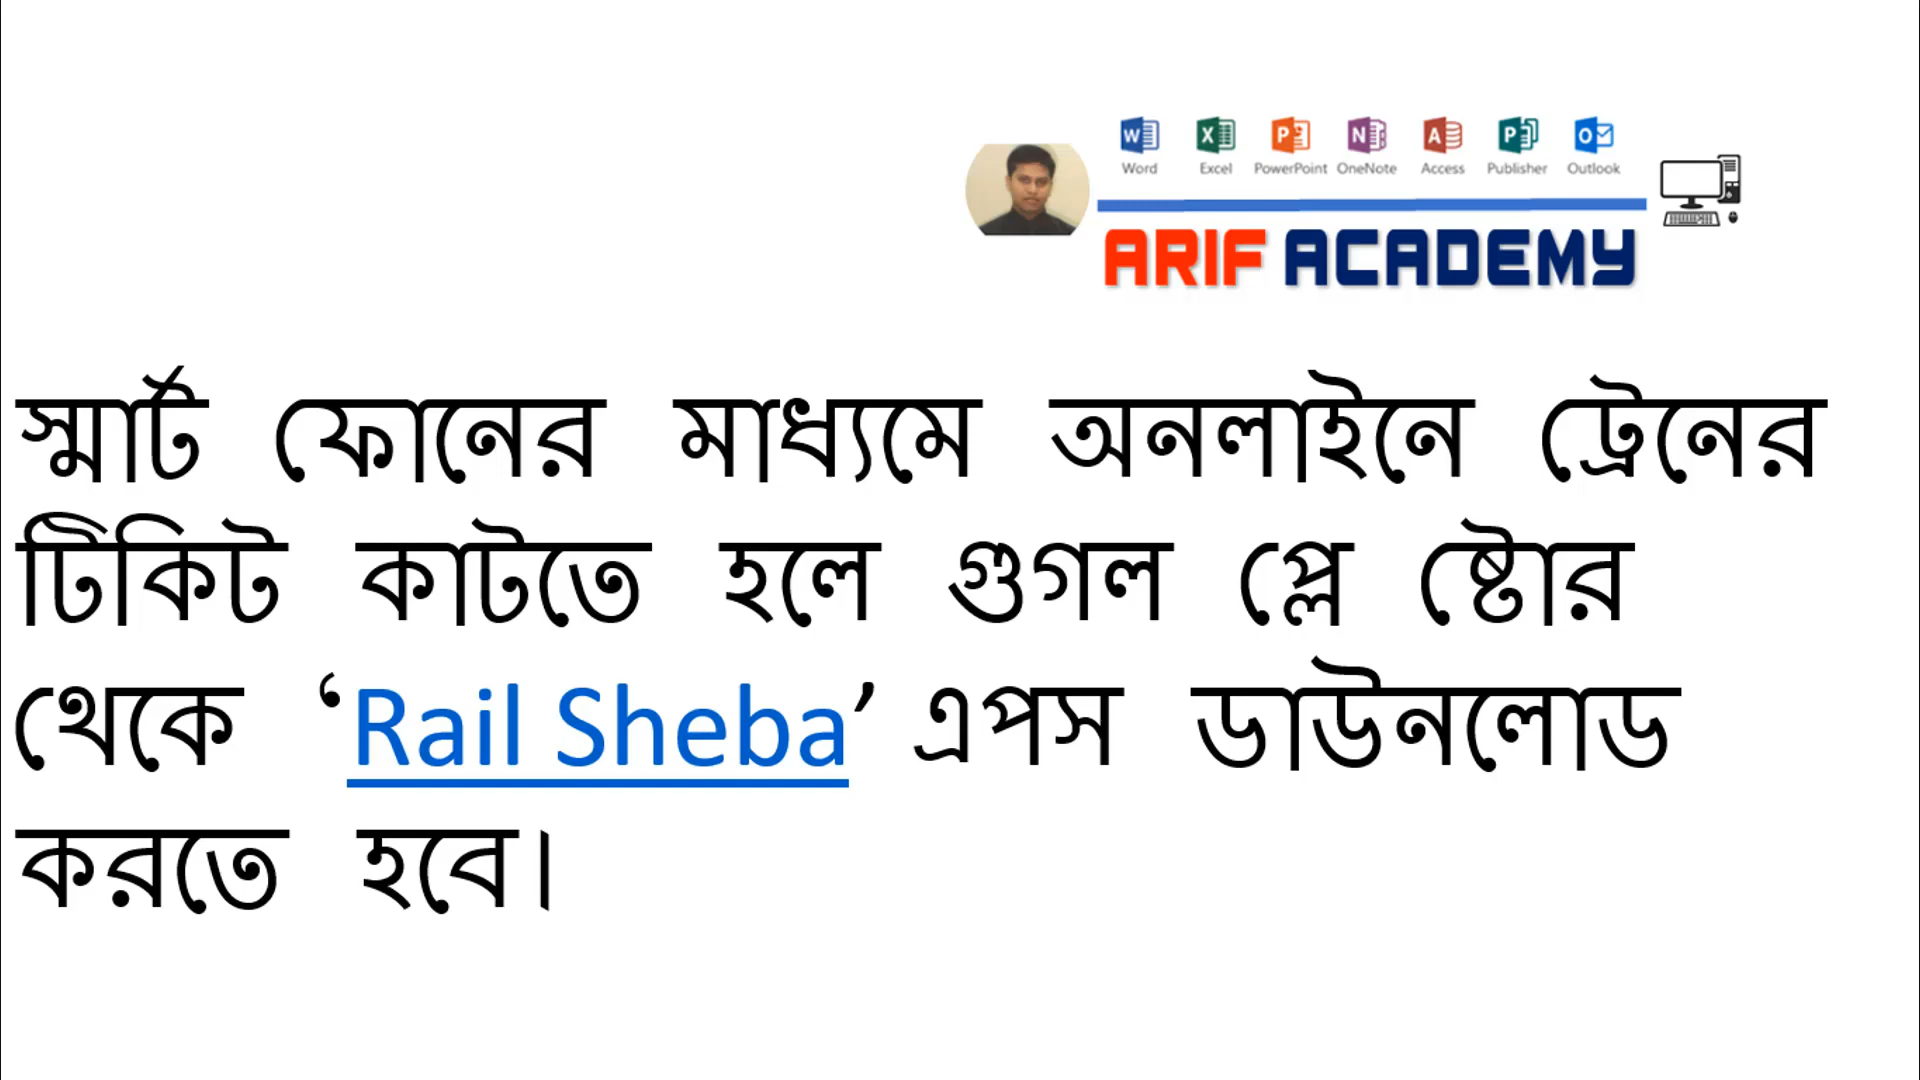 Word Excel PowerPoint OneNote Access Publisher Outlook
ARIF ACADEMY
স্মার্ট ফোনের মাধ্যমে অনলাইনে ট্রেনের
টিকিট কাটতে হলে গুগল প্লে ষ্টোর
থেকে ‘Rail Sheba’ এপস ডাউনলোড
করতে হবে।